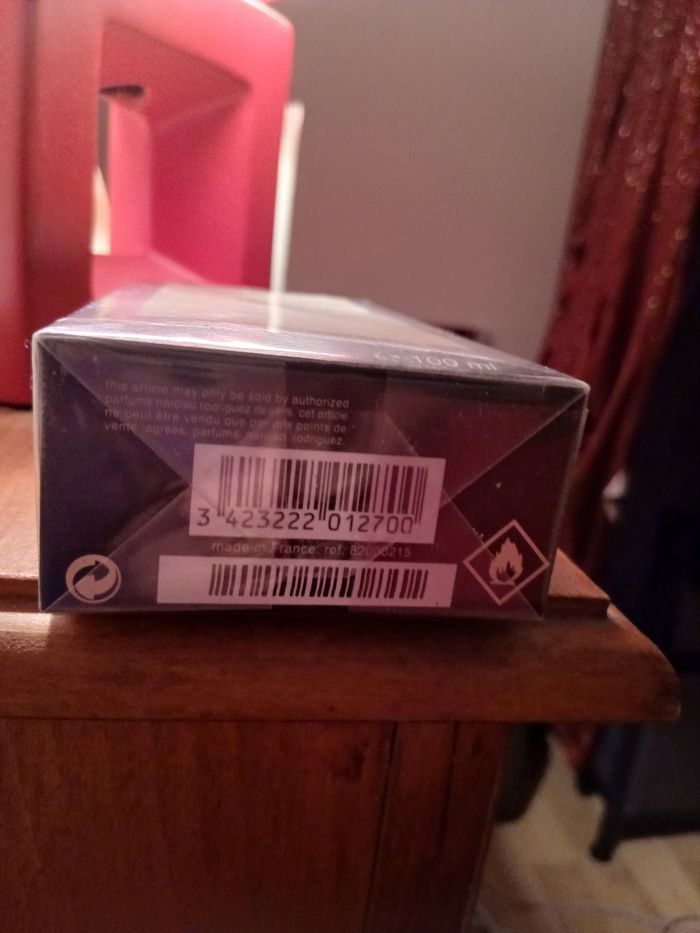 100 ml
this article may only be sold by authorized
parfums narciso rodriguez dealers. cet article
ne peut être vendu que par des points de
vente agréés parfums narciso rodriguez.
3 423222 012700
made in France. ref. 82000215